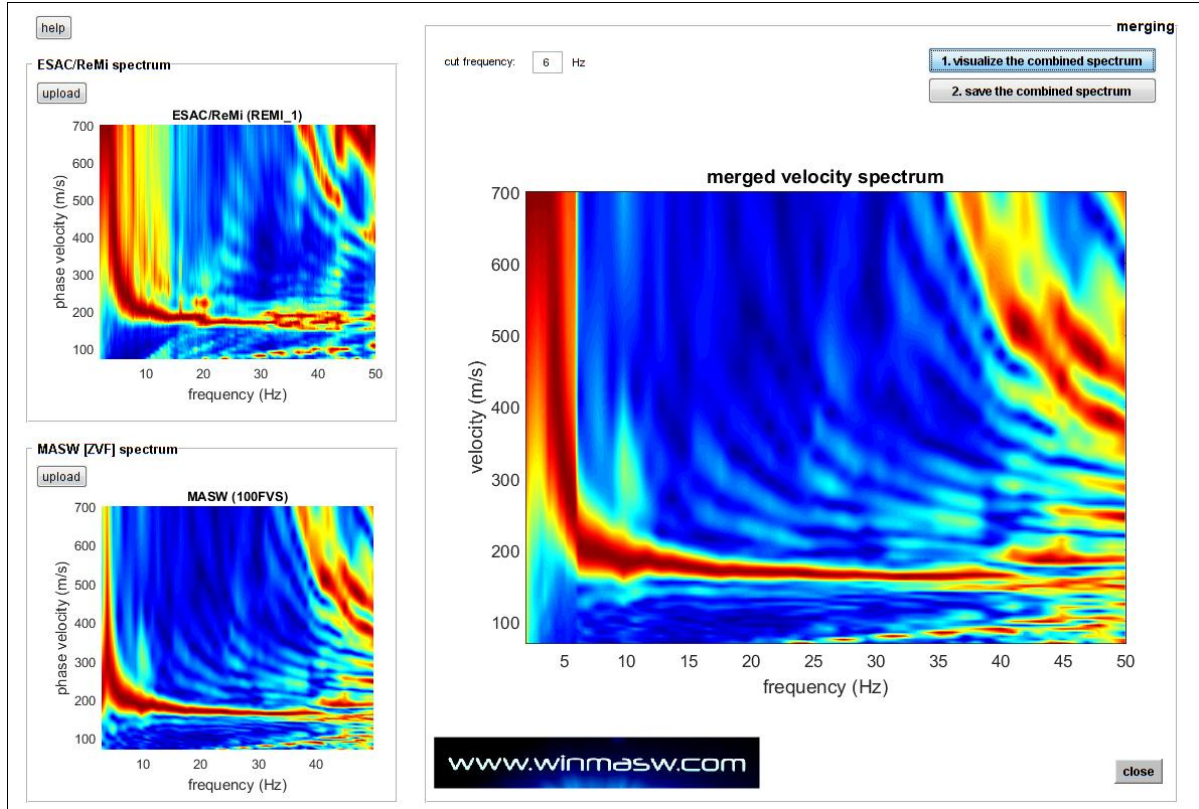 help
ESAC/ReMi spectrum
upload
ESAC/ReMi (REMI_1)
700
600
500
400
300
200
100
phase velocity (m/s)
10 20 30 40 50
frequency (Hz)
MASW [ZVF] spectrum
upload
MASW (100FVS)
700
600
500
400
300
200
100
phase velocity (m/s)
10 20 30 40
frequency (Hz)
merging
cut frequency: 6 Hz
1. visualize the combined spectrum
2. save the combined spectrum
merged velocity spectrum
700
600
500
400
300
200
100
velocity (m/s)
5 10 15 20 25 30 35 40 45 50
frequency (Hz)
www.winmasw.com
close